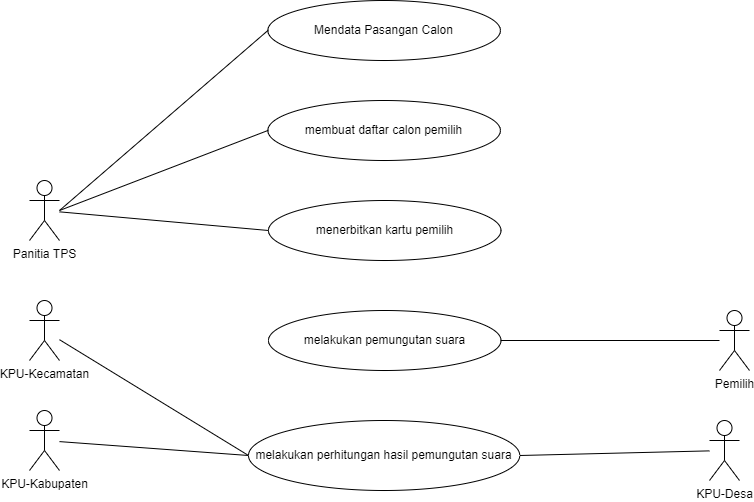 Mendata Pasangan Calon
membuat daftar calon pemilih
menerbitkan kartu pemilih
Panitia TPS
melakukan pemungutan suara
KPU-Kecamatan
Pemilih
melakukan perhitungan hasil pemungutan suara
KPU-Kabupaten
KPU-Desa